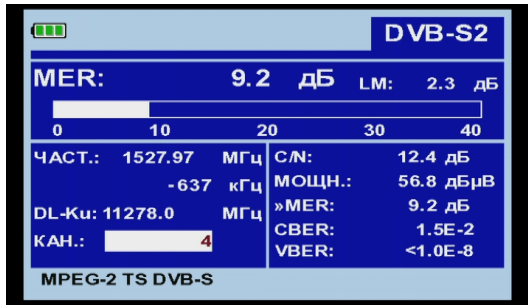 DVB-S2
MER: 9.2 дБ LM: 2.3 дБ
0 10 20 30 40
ЧАСТ.: 1527.97 МГц
-637 кГц
DL-Ku: 11278.0 МГц
КАН.: 4
C/N: 12.4 дБ
МОЩН.: 56.8 дБµВ
»MER: 9.2 дБ
CBER: 1.5E-2
VBER: <1.0E-8
MPEG-2 TS DVB-S